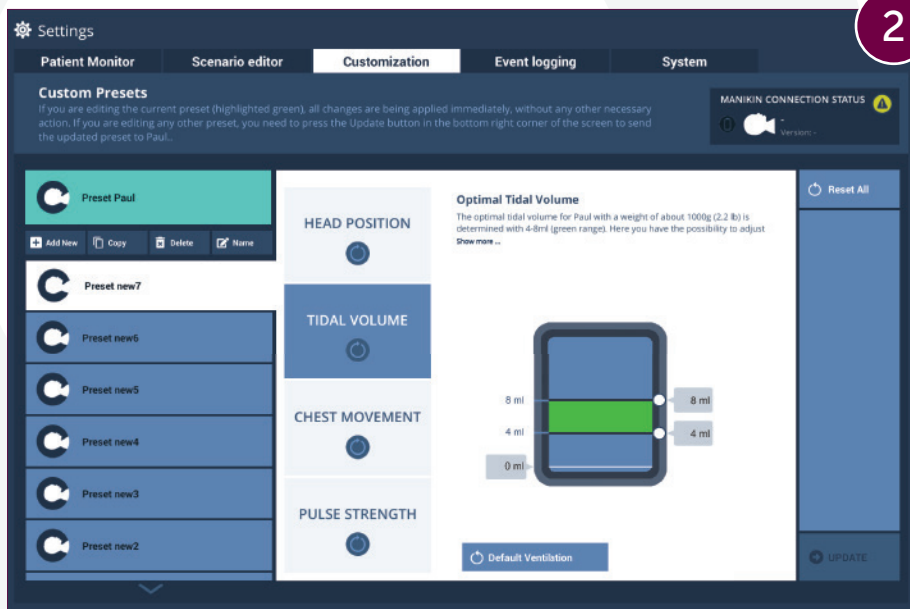 2
Settings
Patient Monitor
Scenario editor
Customization
Event logging
System
Custom Presets
If you are editing the current preset (highlighted green), all changes are being applied immediately, without any other necessary
action. If you are editing any other preset, you need to press the Update button in the bottom right corner of the screen to send
the updated preset to Paul..
MANIKIN CONNECTION STATUS
-
Version: -
Preset Paul
Add New
Copy
Delete
Name
Preset new7
Preset new6
Preset new5
Preset new4
Preset new3
Preset new2
HEAD POSITION
TIDAL VOLUME
CHEST MOVEMENT
PULSE STRENGTH
Optimal Tidal Volume
The optimal tidal volume for Paul with a weight of about 1000g (2.2 lb) is
determined with 4-8ml (green range). Here you have the possibility to adjust
Show more ...
8 ml
8 ml
4 ml
4 ml
0 ml
Default Ventilation
Reset All
UPDATE